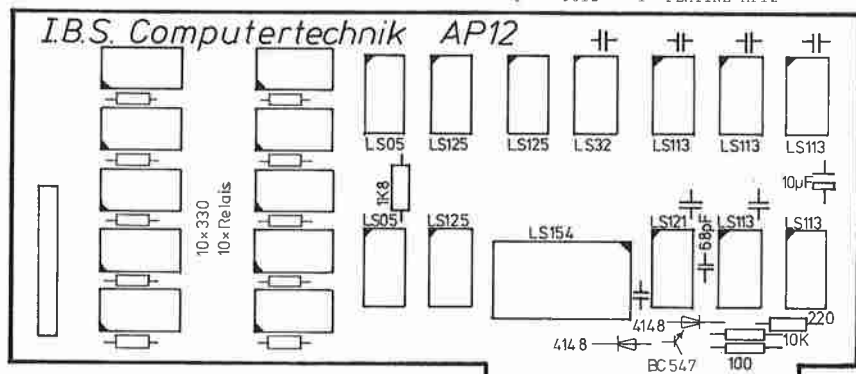 I.B.S. Computertechnik AP12
LS05
LS125
LS125
LS32
LS113
LS113
LS113
1K8
10µF
10×330
10×Relais
LS05
LS125
LS154
LS121
68pF
LS113
LS113
4148
4148
BC547
220
10K
100